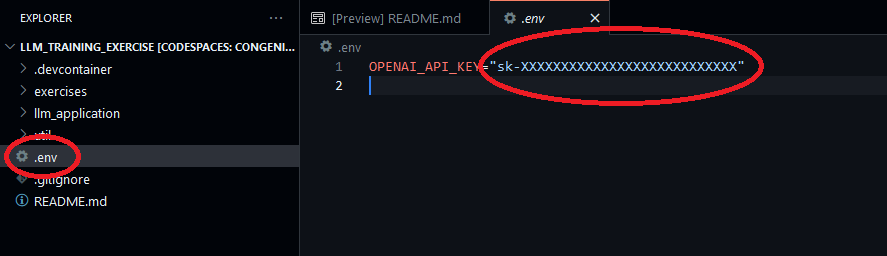 EXPLORER
LLM_TRAINING_EXERCISE [CODESPACES: CONGENI...
.devcontainer
exercises
llm_application
util
.env
.gitignore
README.md
[Preview] README.md
.env
.env
1 OPENAI_API_KEY="sk-XXXXXXXXXXXXXXXXXXXXXXXXXXX"
2